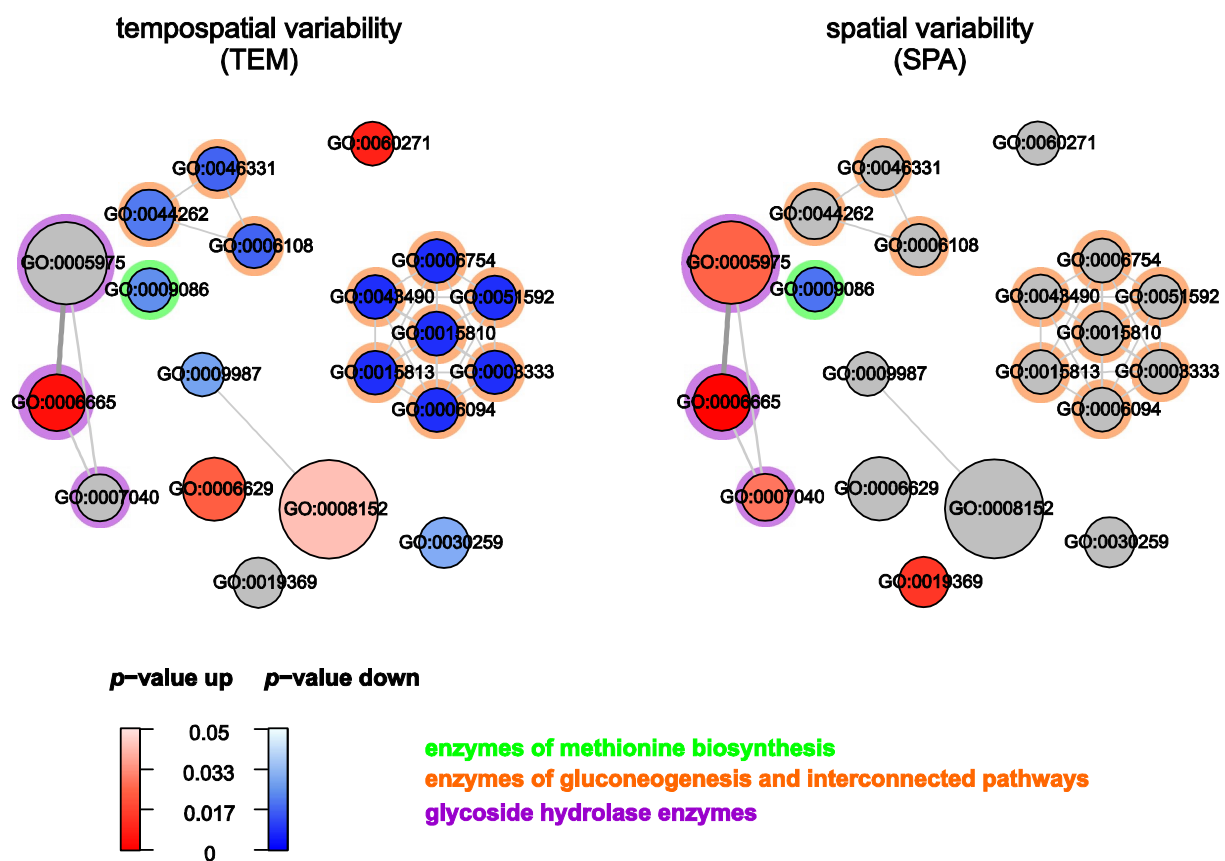 tempospatial variability
(TEM)
spatial variability
(SPA)
GO:0060271
GO:0046331
GO:0044262
GO:0006108
GO:0005975
GO:0009086
GO:0006754
GO:0043490
GO:0051592
GO:0015810
GO:0015813
GO:0003333
GO:0006094
GO:0009987
GO:0006665
GO:0007040
GO:0006629
GO:0008152
GO:0030259
GO:0019369
GO:0060271
GO:0046331
GO:0044262
GO:0006108
GO:0005975
GO:0009086
GO:0006754
GO:0043490
GO:0051592
GO:0015810
GO:0015813
GO:0003333
GO:0006094
GO:0009987
GO:0006665
GO:0007040
GO:0006629
GO:0008152
GO:0030259
GO:0019369
p−value up
p−value down
0.05
0.033
0.017
0
enzymes of methionine biosynthesis
enzymes of gluconeogenesis and interconnected pathways
glycoside hydrolase enzymes